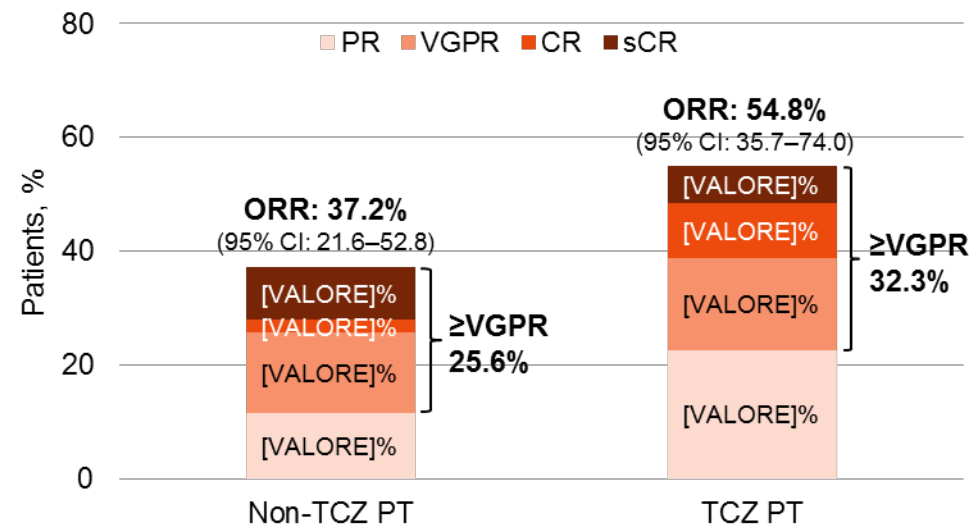 80
PR VGPR CR sCR
ORR: 54.8%
(95% CI: 35.7–74.0)
60
Patients, %
[VALORE]%
[VALORE]%
[VALORE]%
[VALORE]%
≥VGPR
32.3%
ORR: 37.2%
(95% CI: 21.6–52.8)
40
[VALORE]%
[VALORE]%
[VALORE]%
[VALORE]%
≥VGPR
25.6%
20
0
Non-TCZ PT
TCZ PT